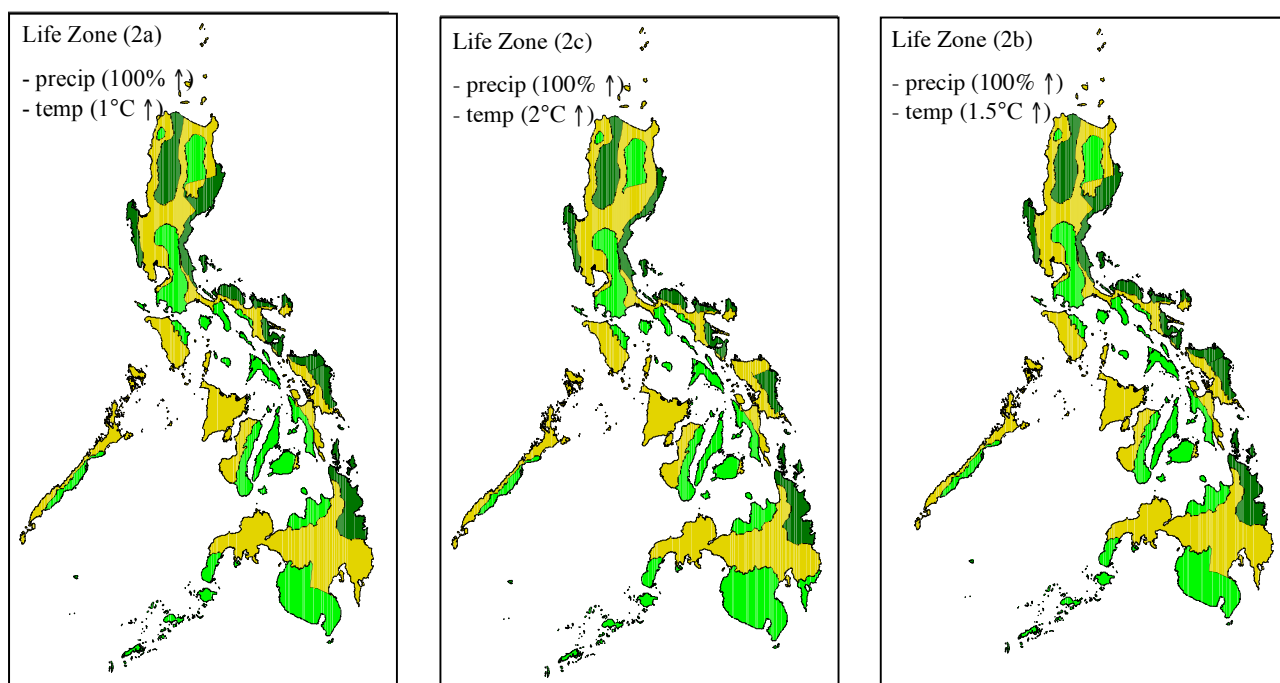 Life Zone (2a)
- precip (100% ↑)
- temp (1°C ↑)
Life Zone (2c)
- precip (100% ↑)
- temp (2°C ↑)
Life Zone (2b)
- precip (100% ↑)
- temp (1.5°C ↑)